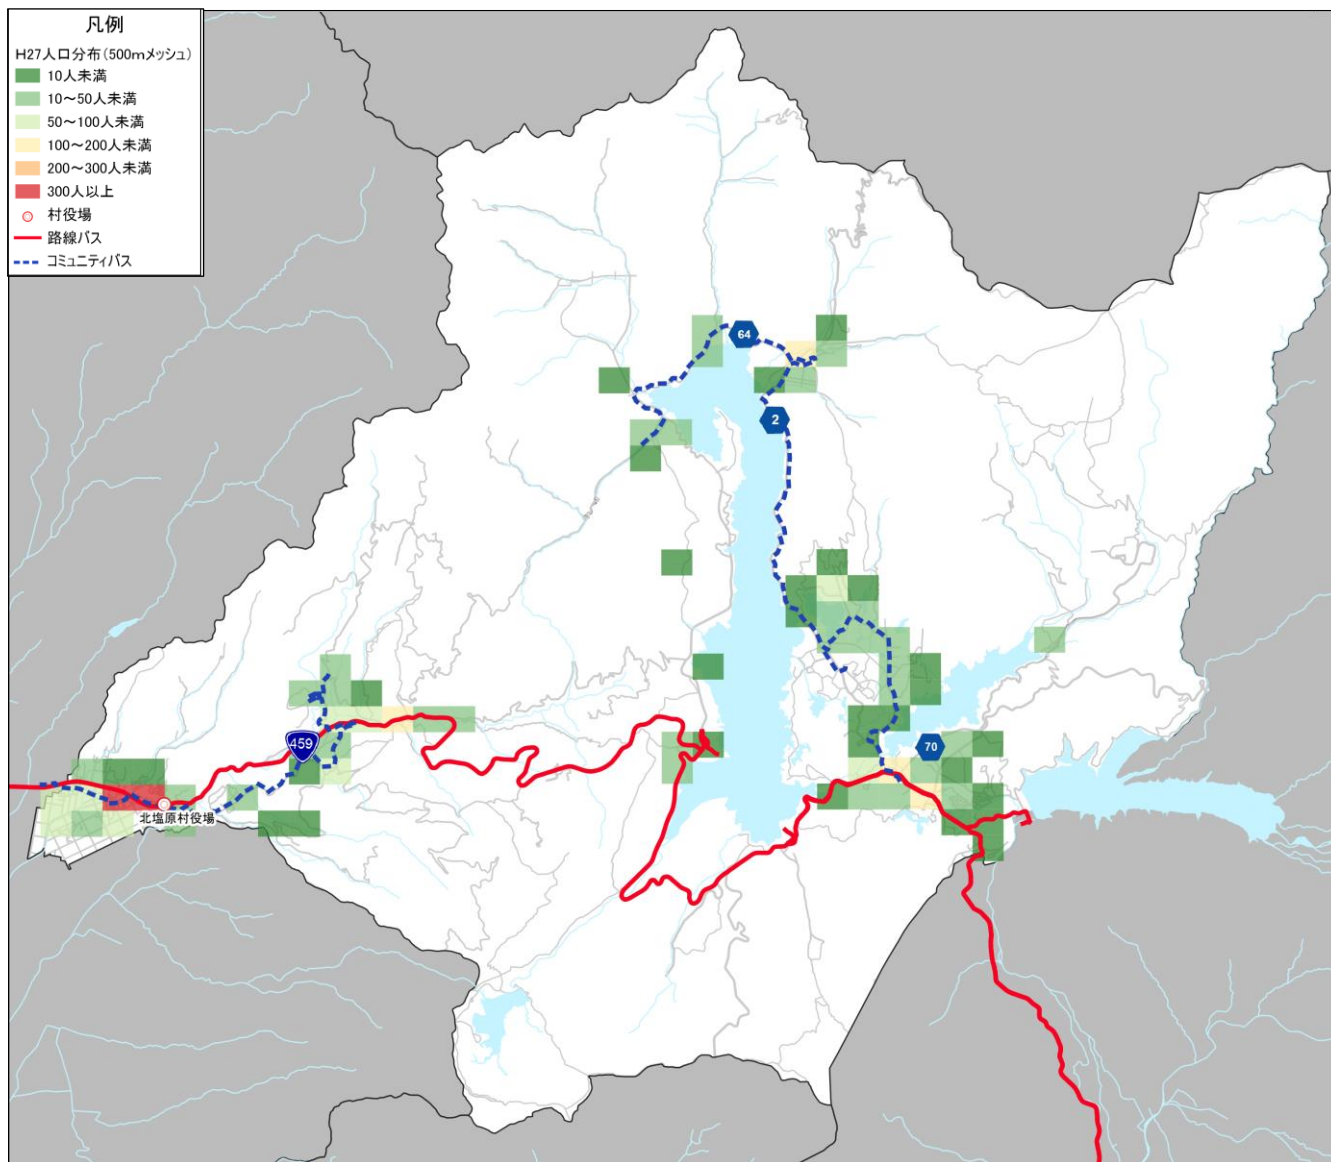 凡例
H27人口分布(500mメッシュ)
10人未満
10～50人未満
50～100人未満
100～200人未満
200～300人未満
300人以上
村役場
路線バス
コミュニティバス
64
2
459
70
北塩原村役場